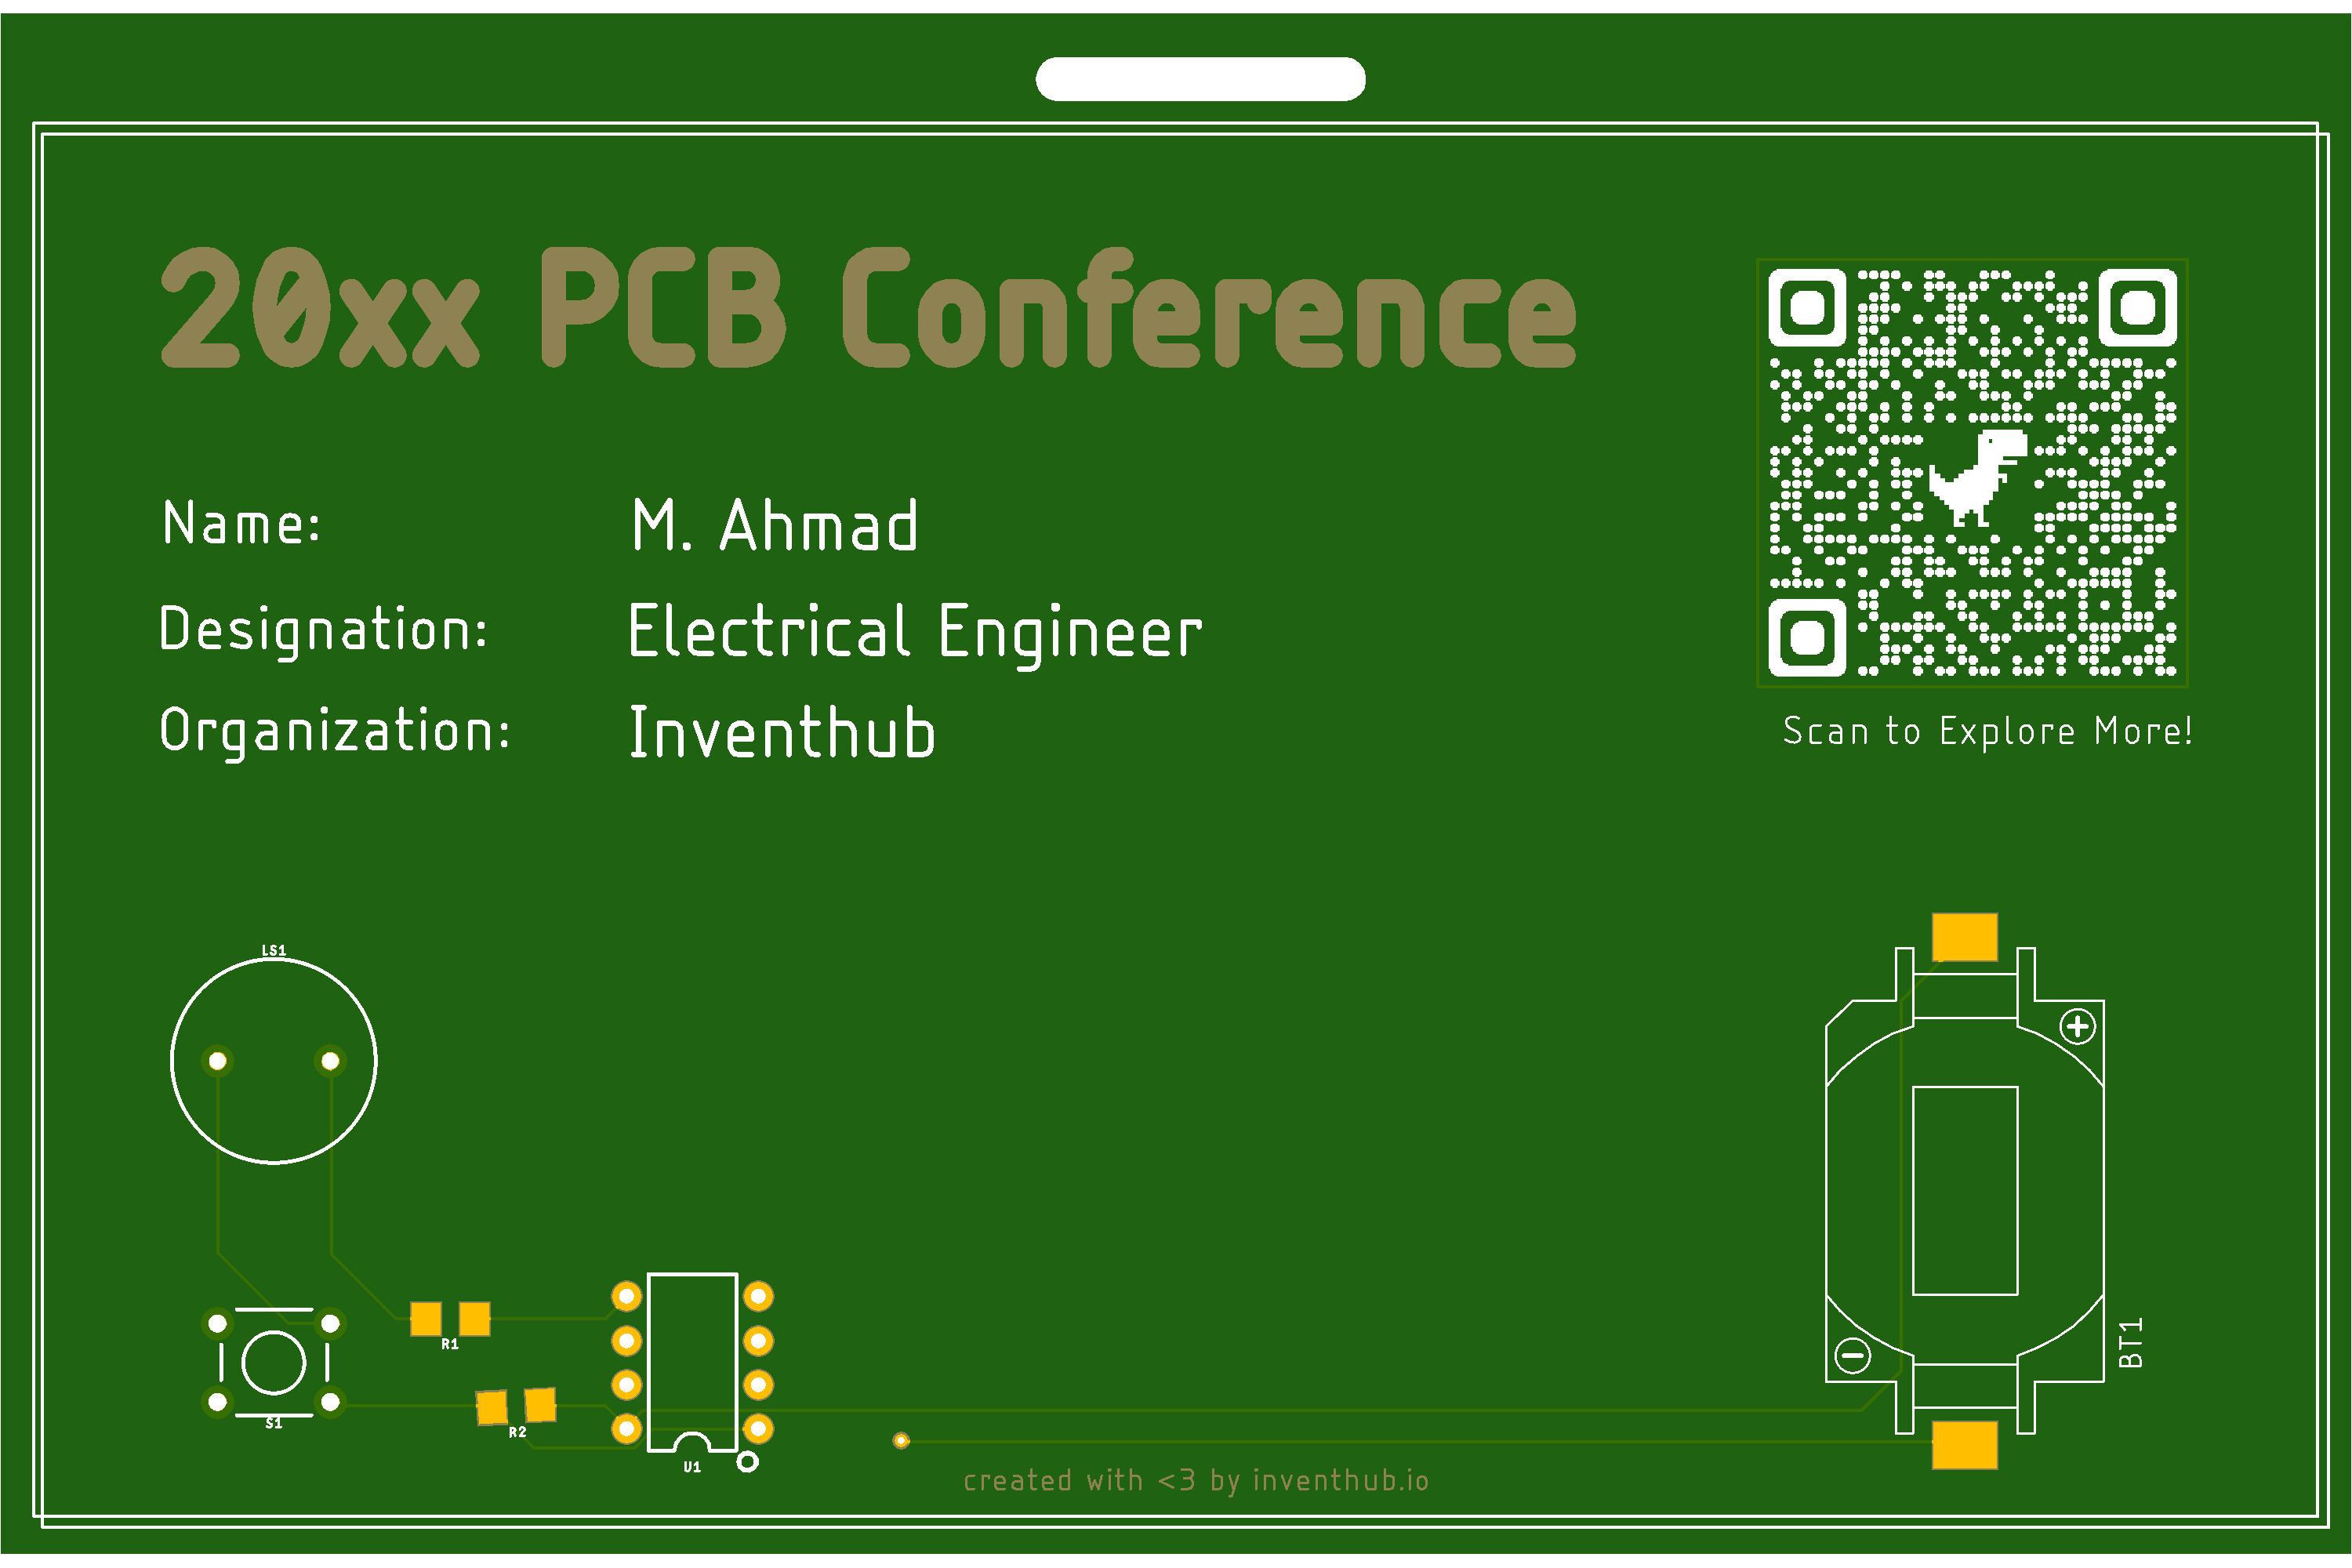 20xx PCB Conference
Name: M. Ahmad
Designation: Electrical Engineer
Organization: Inventhub
Scan to Explore More!
LS1
+
R1
BT1
-
S1
R2
U1
created with <3 by inventhub.io